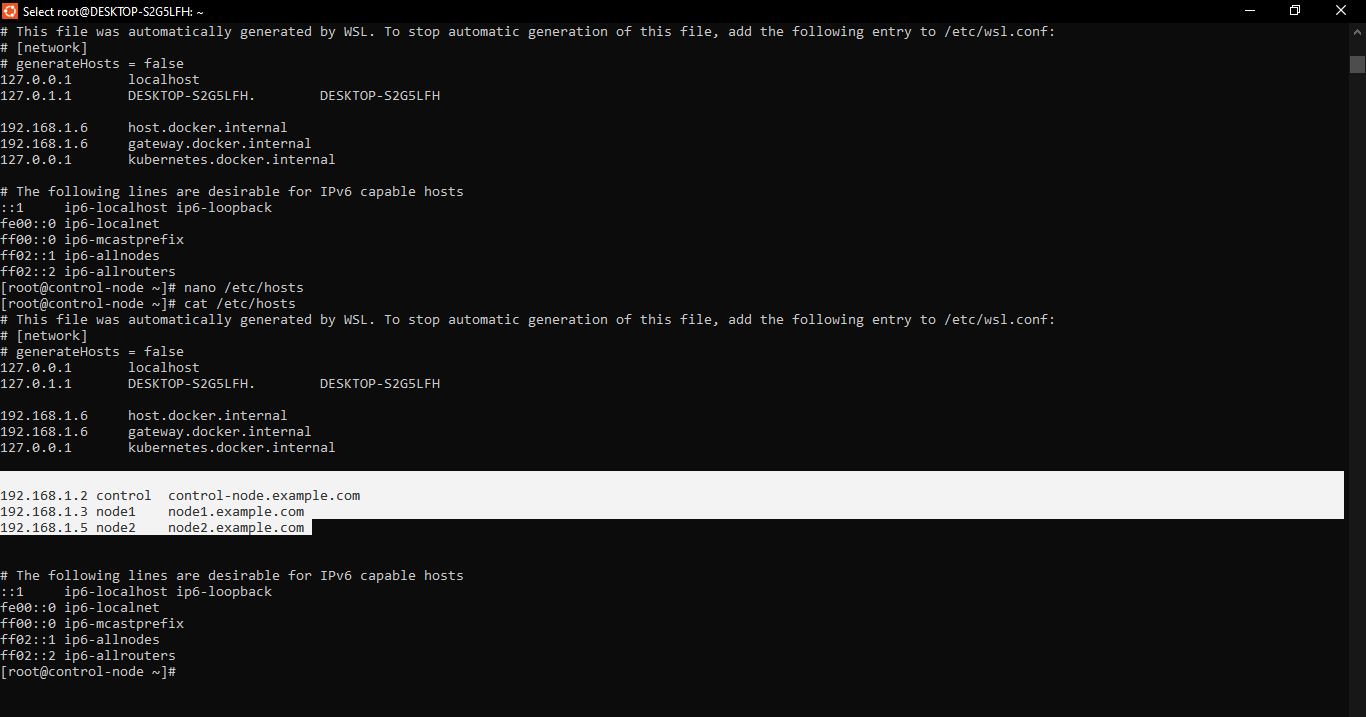 Select root@DESKTOP-S2G5LFH: ~
# This file was automatically generated by WSL. To stop automatic generation of this file, add the following entry to /etc/wsl.conf:
# [network]
# generateHosts = false
127.0.0.1       localhost
127.0.1.1       DESKTOP-S2G5LFH.        DESKTOP-S2G5LFH
192.168.1.6     host.docker.internal
192.168.1.6     gateway.docker.internal
127.0.0.1       kubernetes.docker.internal
# The following lines are desirable for IPv6 capable hosts
::1     ip6-localhost ip6-loopback
fe00::0 ip6-localnet
ff00::0 ip6-mcastprefix
ff02::1 ip6-allnodes
ff02::2 ip6-allrouters
[root@control-node ~]# nano /etc/hosts
[root@control-node ~]# cat /etc/hosts
# This file was automatically generated by WSL. To stop automatic generation of this file, add the following entry to /etc/wsl.conf:
# [network]
# generateHosts = false
127.0.0.1       localhost
127.0.1.1       DESKTOP-S2G5LFH.        DESKTOP-S2G5LFH
192.168.1.6     host.docker.internal
192.168.1.6     gateway.docker.internal
127.0.0.1       kubernetes.docker.internal
192.168.1.2 control  control-node.example.com
192.168.1.3 node1    node1.example.com
192.168.1.5 node2    node2.example.com
# The following lines are desirable for IPv6 capable hosts
::1     ip6-localhost ip6-loopback
fe00::0 ip6-localnet
ff00::0 ip6-mcastprefix
ff02::1 ip6-allnodes
ff02::2 ip6-allrouters
[root@control-node ~]#